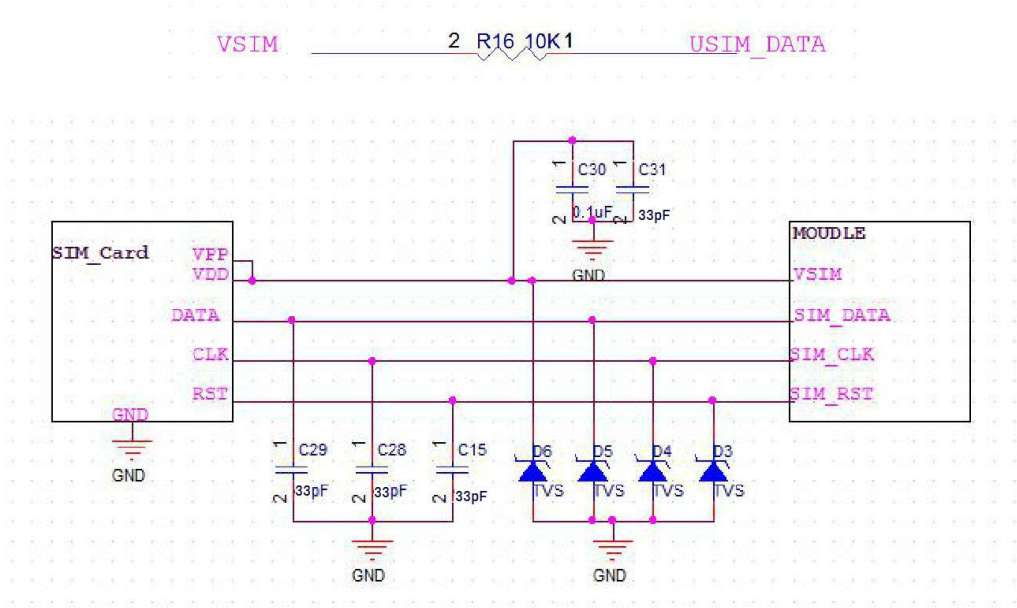 VSIM 2 R16 10K 1 USIM_DATA
1 C30 1 C31
2 0.1uF 2 33pF
GND
SIM_Card
VPP
VDD
DATA
CLK
RST
GND
GND
MOUDLE
VSIM
SIM_DATA
SIM_CLK
SIM_RST
1 C29 1 C28 1 C15
2 33pF 2 33pF 2 33pF
GND
D6 D5 D4 D3
TVS TVS TVS TVS
GND